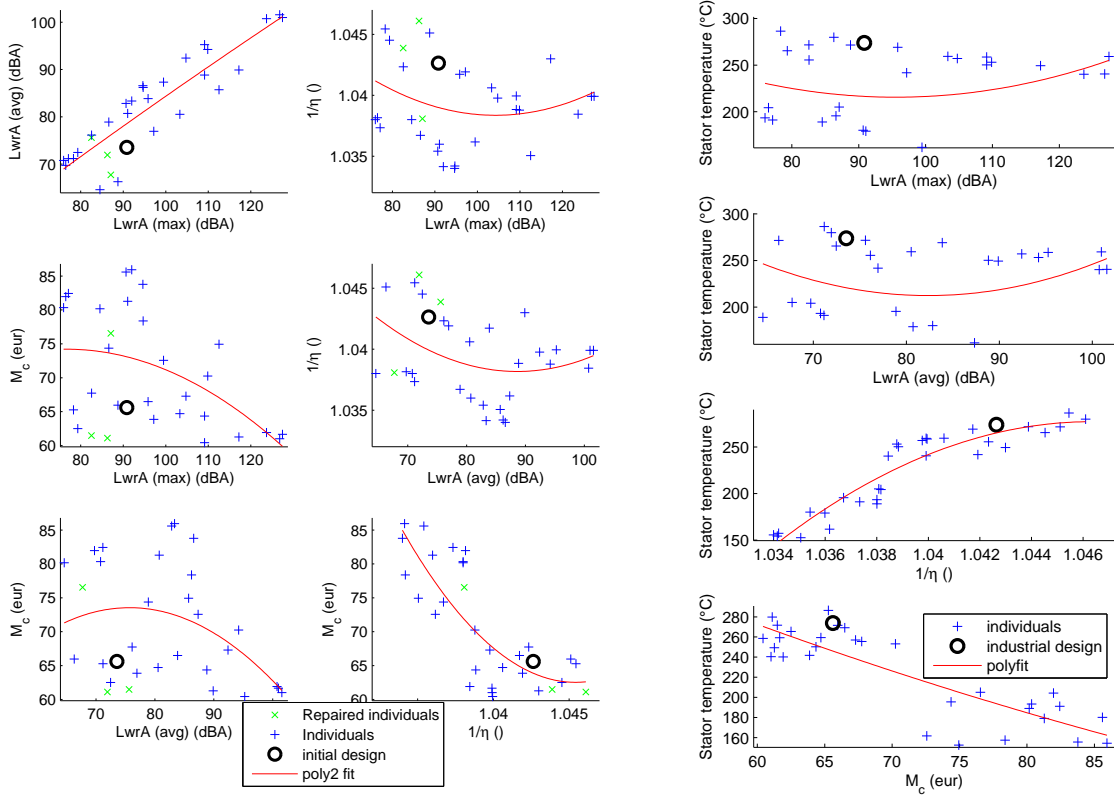 LwrA (avg) (dBA)
100
90
80
70
80 90 100 110 120
LwrA (max) (dBA)
1/η ()
1.045
1.04
1.035
80 90 100 110 120
LwrA (max) (dBA)
M_c (eur)
85
80
75
70
65
60
80 90 100 110 120
LwrA (max) (dBA)
1/η ()
1.045
1.04
1.035
70 80 90 100
LwrA (avg) (dBA)
M_c (eur)
85
80
75
70
65
70 80 90
LwrA (avg) (dBA)
M_c (eur)
85
80
75
70
65
1.04 1.045
1/η ()
Repaired individuals
Individuals
initial design
poly2 fit
Stator temperature (°C)
300
250
200
80 90 100 110 120
LwrA (max) (dBA)
Stator temperature (°C)
300
250
200
150
70 80 90 100
LwrA (avg) (dBA)
Stator temperature (°C)
300
250
200
150
1.034 1.036 1.038 1.04 1.042 1.044 1.046
1/η ()
Stator temperature (°C)
280
260
240
220
200
180
160
60 65 70 75 80 85
M_c (eur)
individuals
industrial design
polyfit